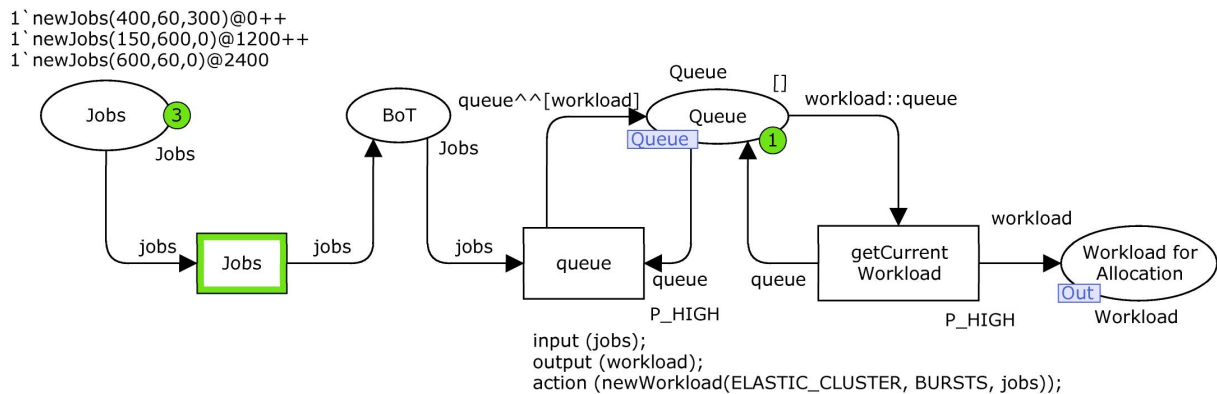 1`newJobs(400,60,300)@0++
1`newJobs(150,600,0)@1200++
1`newJobs(600,60,0)@2400
Jobs
3
Jobs
jobs
Jobs
jobs
BoT
Jobs
jobs
queue^^[workload]
queue
Queue
[]
Queue
Queue
1
queue
P_HIGH
input (jobs);
output (workload);
action (newWorkload(ELASTIC_CLUSTER, BURSTS, jobs));
workload::queue
queue
getCurrent
Workload
P_HIGH
workload
Workload for
Allocation
Out
Workload